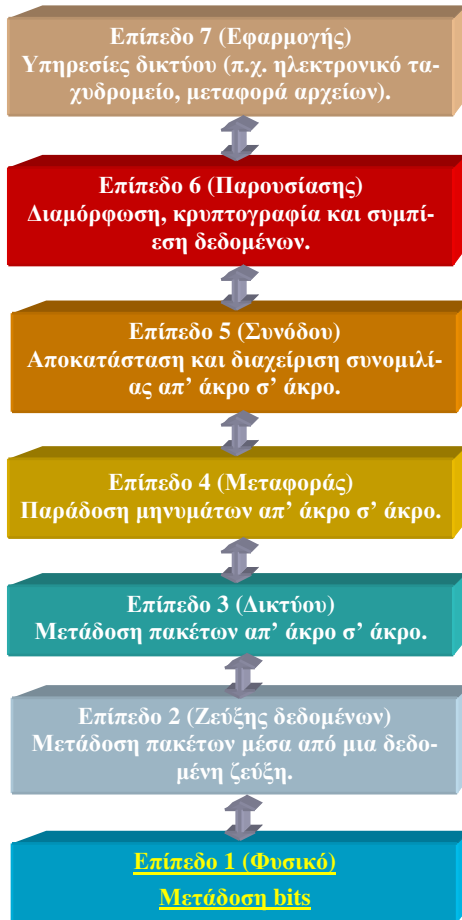 Επίπεδο 7 (Εφαρμογής)
Υπηρεσίες δικτύου (π.χ. ηλεκτρονικό τα-
χυδρομείο, μεταφορά αρχείων).
Επίπεδο 6 (Παρουσίασης)
Διαμόρφωση, κρυπτογραφία και συμπί-
εση δεδομένων.
Επίπεδο 5 (Συνόδου)
Αποκατάσταση και διαχείριση συνομιλί-
ας απ’ άκρο σ’ άκρο.
Επίπεδο 4 (Μεταφοράς)
Παράδοση μηνυμάτων απ’ άκρο σ’ άκρο.
Επίπεδο 3 (Δικτύου)
Μετάδοση πακέτων απ’ άκρο σ’ άκρο.
Επίπεδο 2 (Ζεύξης δεδομένων)
Μετάδοση πακέτων μέσα από μια δεδο-
μένη ζεύξη.
Επίπεδο 1 (Φυσικό)
Μετάδοση bits